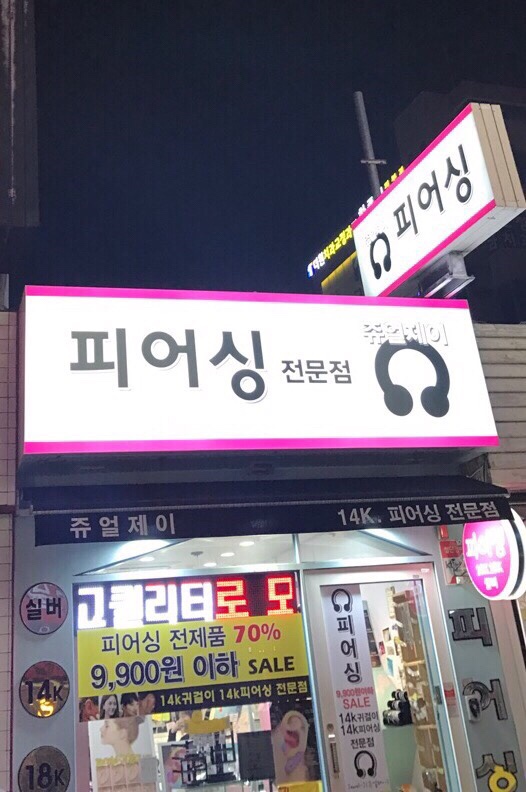 피어싱
쥬얼제이
피어싱 전문점
쥬얼제이
14K. 피어싱 전문점
피어싱
실버
14K
18K
고퀄리티로 모
피어싱 전제품 70%
9,900원 이하 SALE
14k귀걸이 14k피어싱 전문점
피어싱
9,900원이하
SALE
14k귀걸이
14k피어싱
전문점
피
어
싱